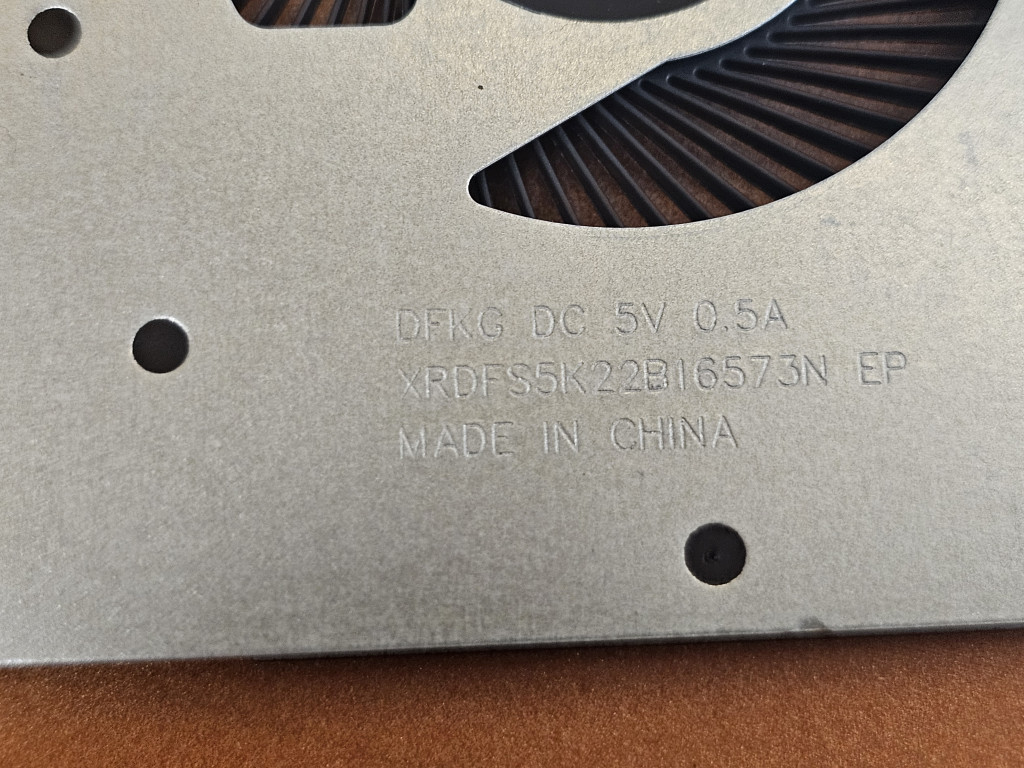 DFKG DC 5V 0.5A
XRDFS5K22B16573N EP
MADE IN CHINA